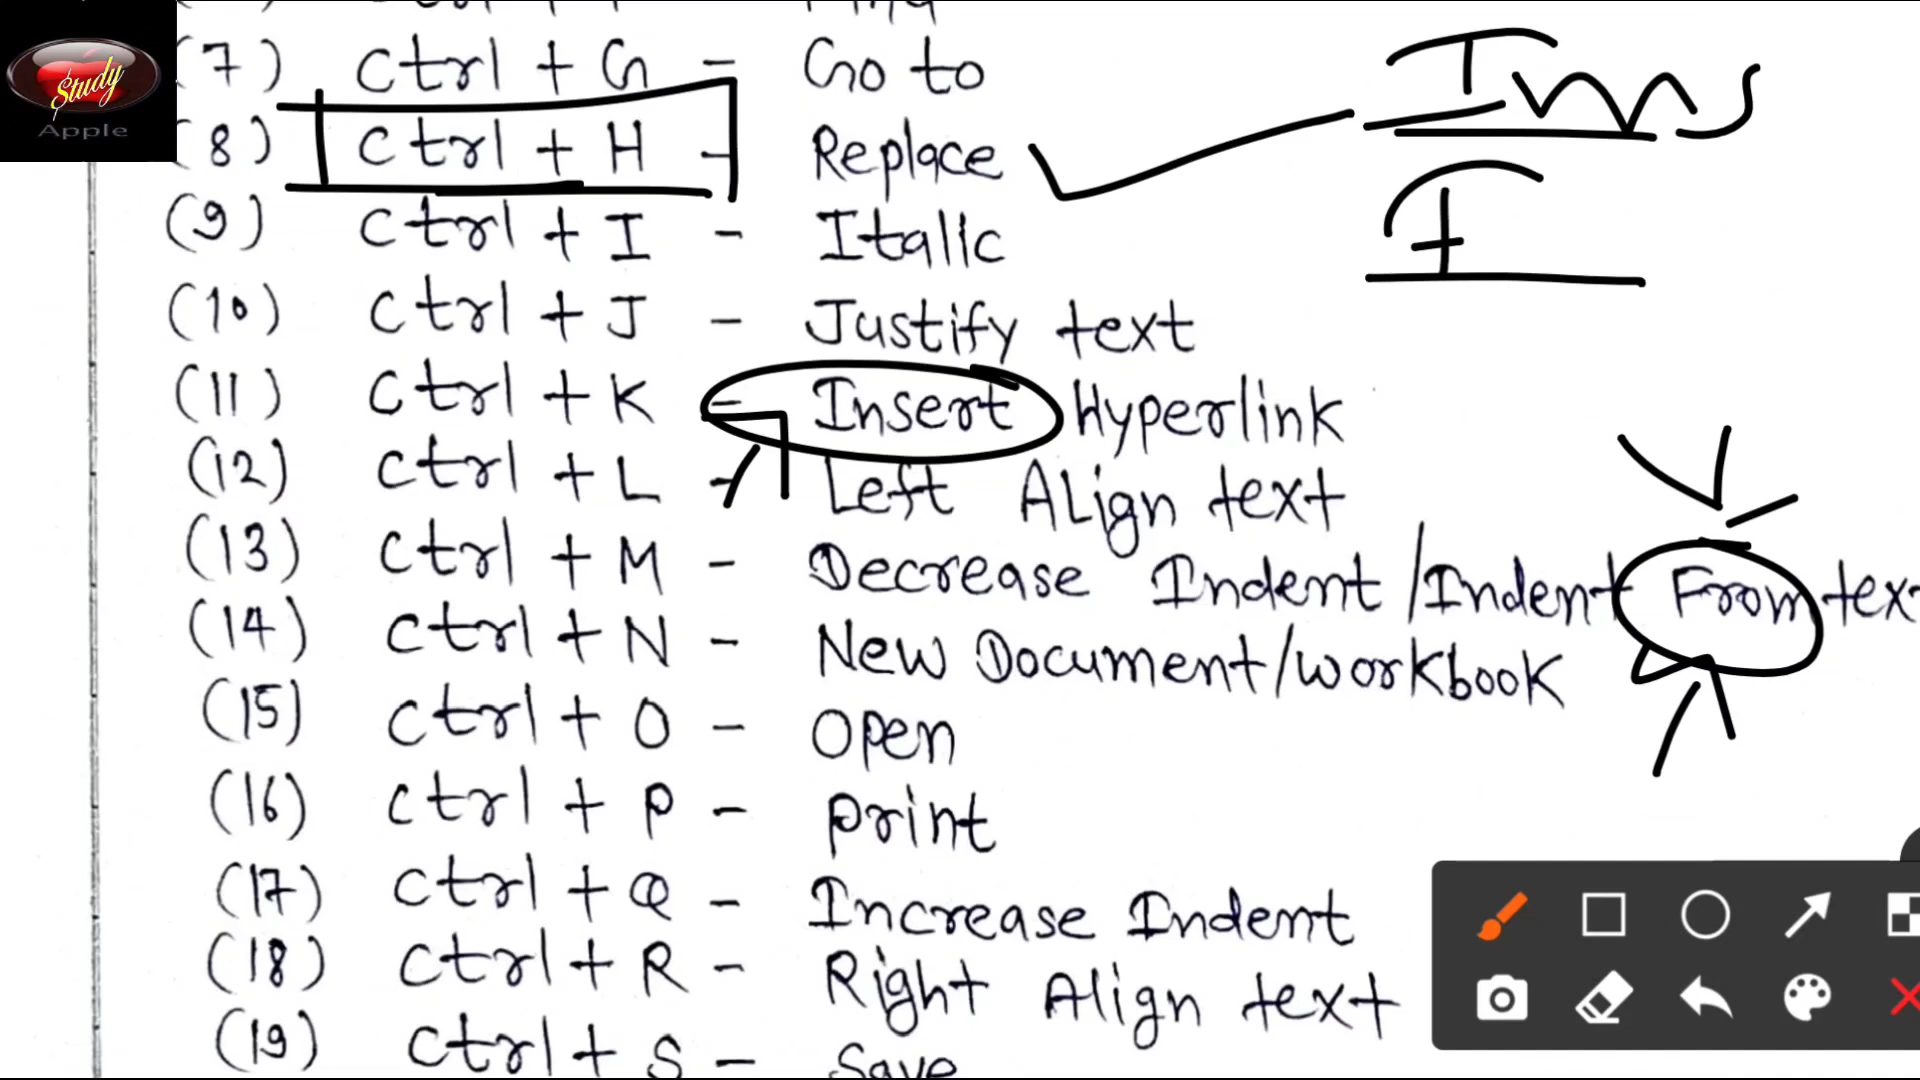 Study
Apple
(7) Ctrl + G - Go to
(8) Ctrl + H - Replace
(9) Ctrl + I - Italic
(10) Ctrl + J - Justify text
(11) Ctrl + K - Insert Hyperlink
(12) Ctrl + L - Left ALign text
(13) Ctrl + M - Decrease Indent /Indent From tex
(14) Ctrl + N - New Document/workbook
(15) Ctrl + O - Open
(16) Ctrl + P - print
(17) Ctrl + Q - Increase Indent
(18) Ctrl + R - Right Align text
(19) Ctrl + S - Save